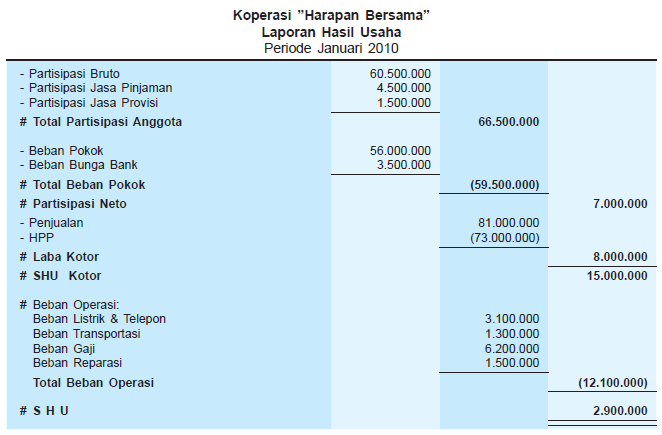 Koperasi ”Harapan Bersama”
Laporan Hasil Usaha
Periode Januari 2010
- Partisipasi Bruto 60.500.000
- Partisipasi Jasa Pinjaman 4.500.000
- Partisipasi Jasa Provisi 1.500.000
# Total Partisipasi Anggota 66.500.000
- Beban Pokok 56.000.000
- Beban Bunga Bank 3.500.000
# Total Beban Pokok (59.500.000)
# Partisipasi Neto 7.000.000
- Penjualan 81.000.000
- HPP (73.000.000)
# Laba Kotor 8.000.000
# SHU Kotor 15.000.000
# Beban Operasi:
Beban Listrik & Telepon 3.100.000
Beban Transportasi 1.300.000
Beban Gaji 6.200.000
Beban Reparasi 1.500.000
Total Beban Operasi (12.100.000)
# S H U 2.900.000